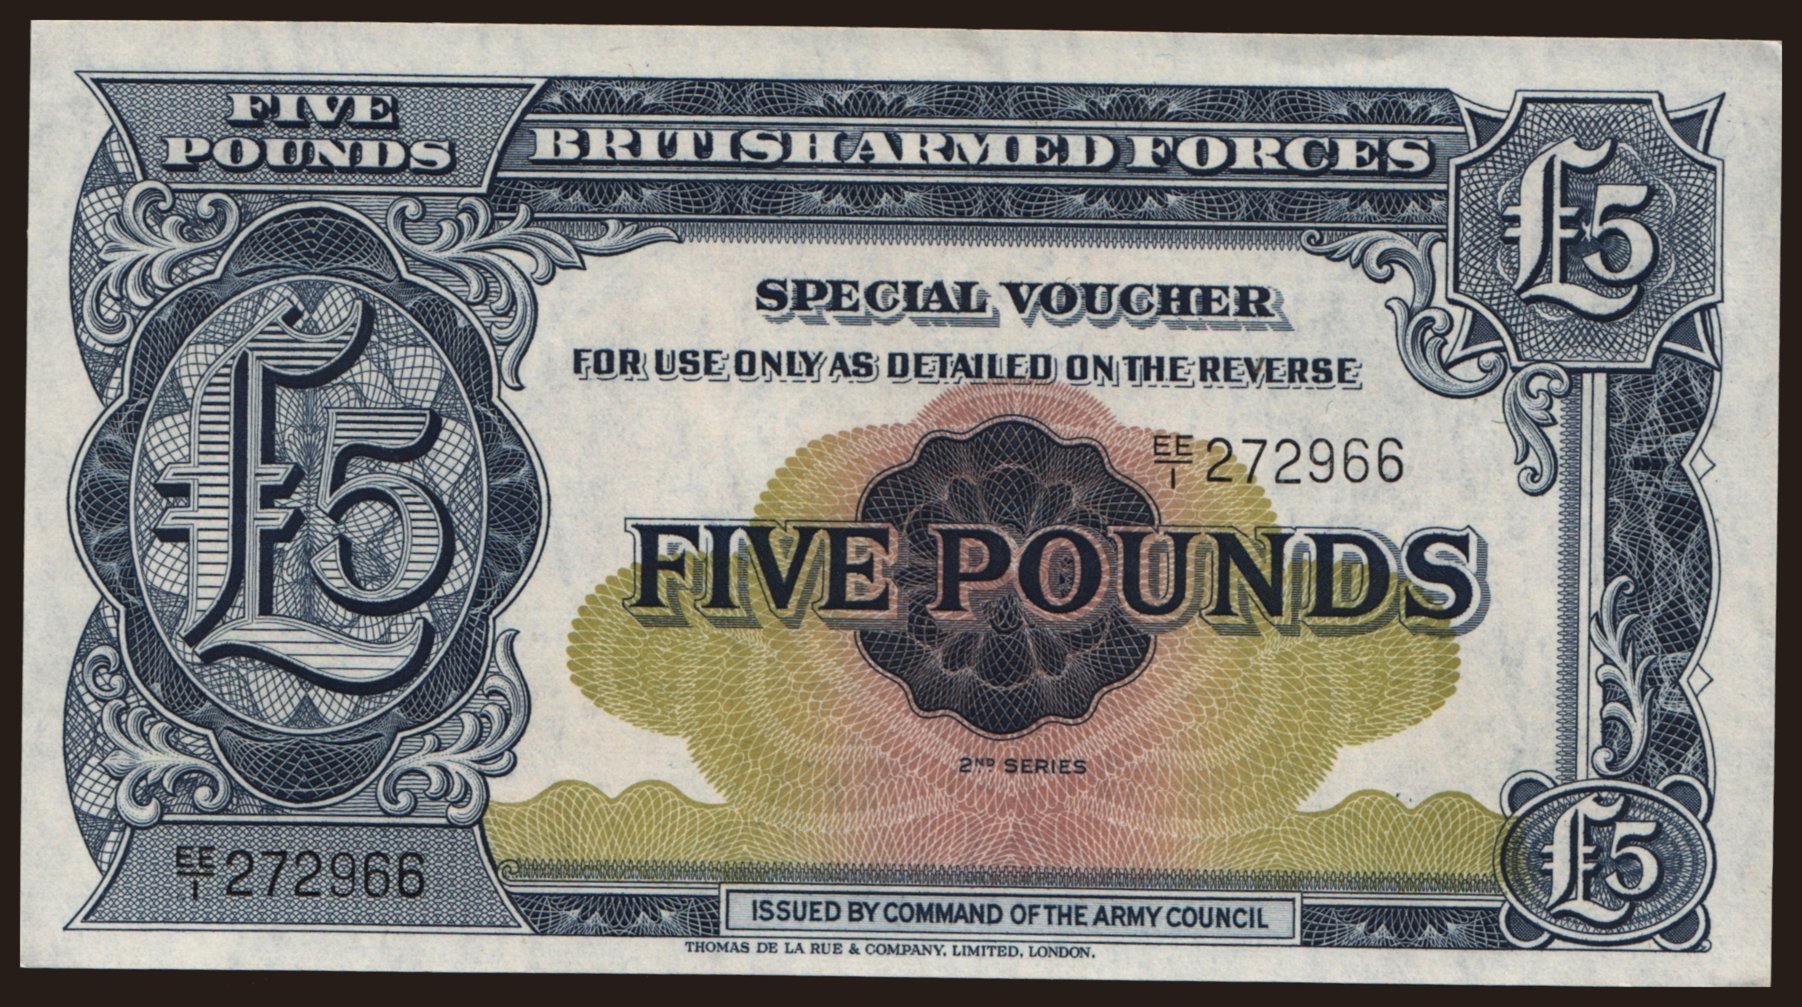 FIVE
POUNDS
BRITISH ARMED FORCES
£5
SPECIAL VOUCHER
FOR USE ONLY AS DETAILED ON THE REVERSE
EE/1 272966
£5
FIVE POUNDS
2ND SERIES
EE/1 272966
£5
ISSUED BY COMMAND OF THE ARMY COUNCIL
THOMAS DE LA RUE & COMPANY, LIMITED, LONDON.